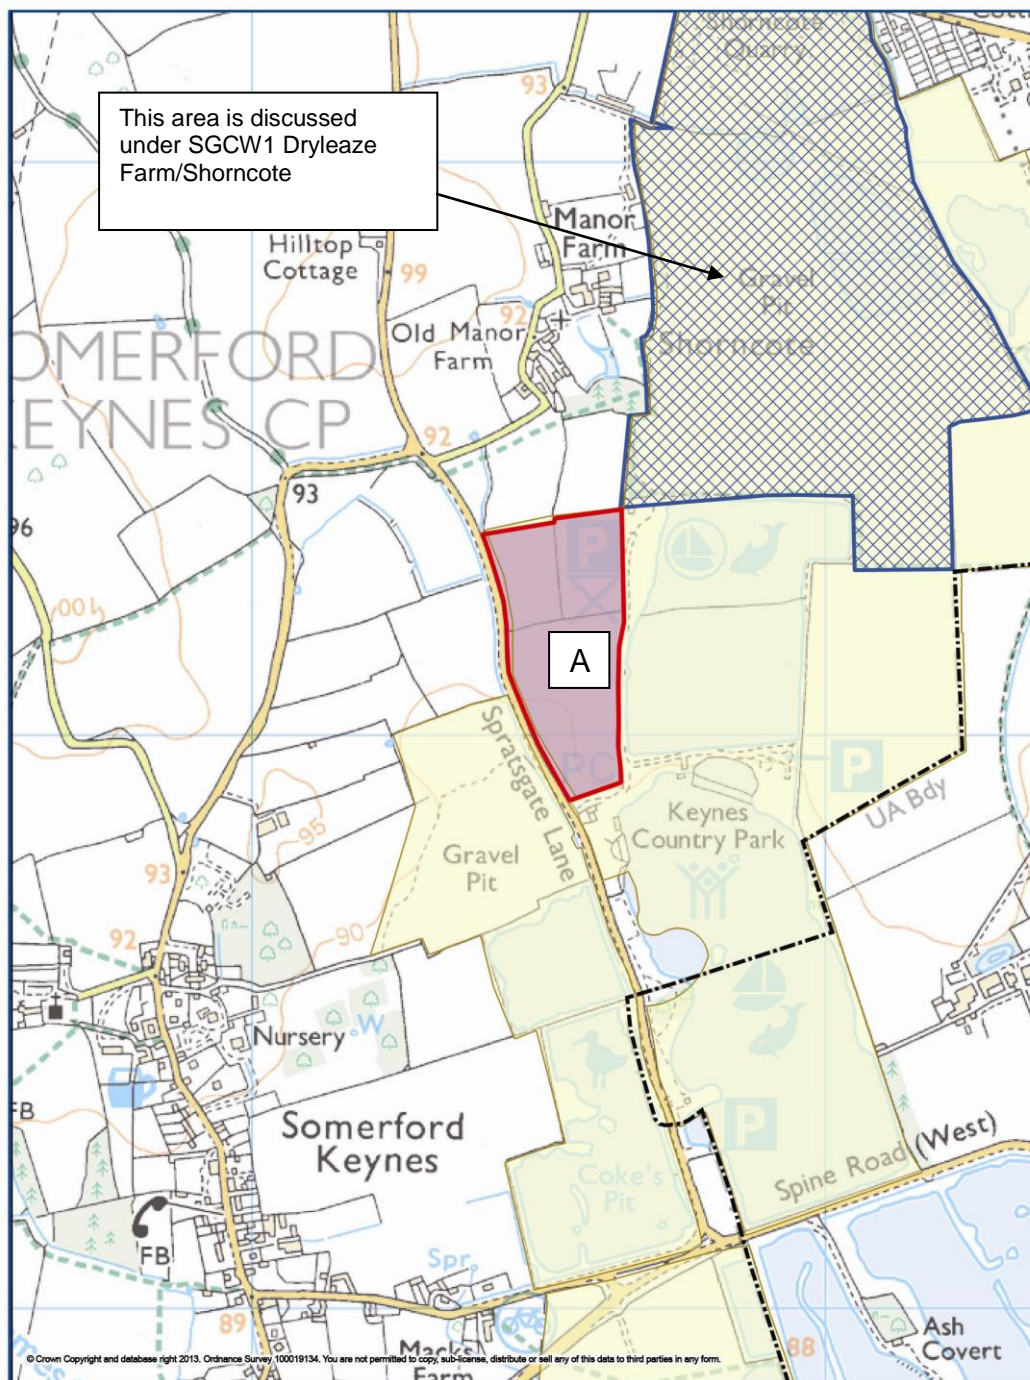 Shorncote
Quarry
93
This area is discussed
under SGCW1 Dryleaze
Farm/Shorncote
Manor
Farm
Hilltop
Cottage
99
Gravel
Pit
92
Old Manor
Farm
Shorncote
OMERFORD
KEYNES CP
92
93
96
P
100
A
Spratsgate Lane
PC
P
UA Bdy
Keynes
Country Park
95
Gravel
Pit
93
90
92
Nursery
W
FB
Somerford
Keynes
P
Coke's
Pit
Spine Road (West)
FB
Spr
89
Macks
Farm
88
Ash
Covert
© Crown Copyright and database right 2013. Ordnance Survey 100019134. You are not permitted to copy, sub-license, distribute or sell any of this data to third parties in any form.